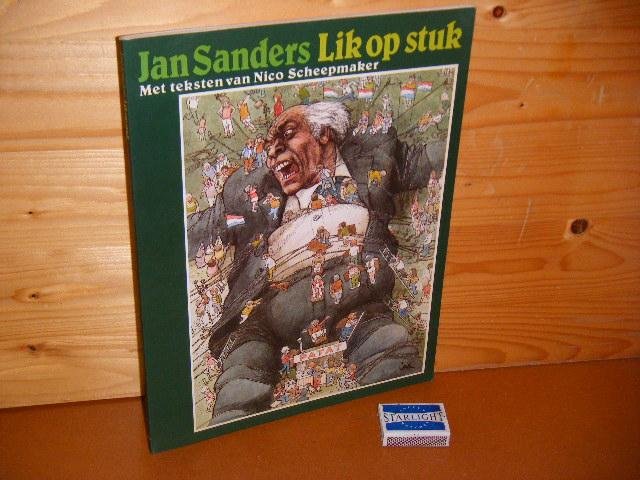 Jan Sanders Lik op stuk
Met teksten van Nico Scheepmaker
STARLIGHT